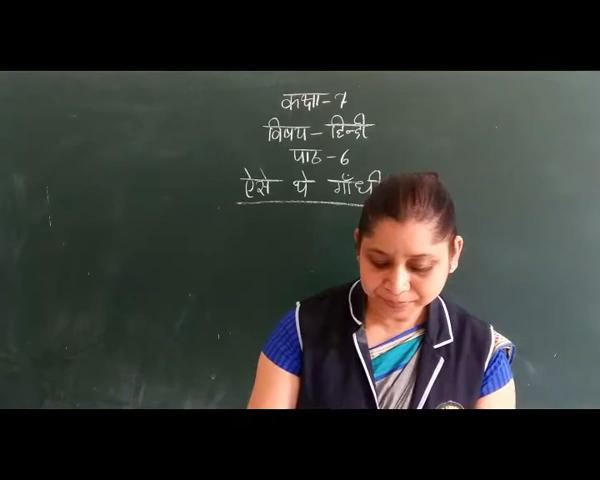 कक्षा - 7
विषय - हिन्दी
पाठ - 6
ऐसे थे गाँधी